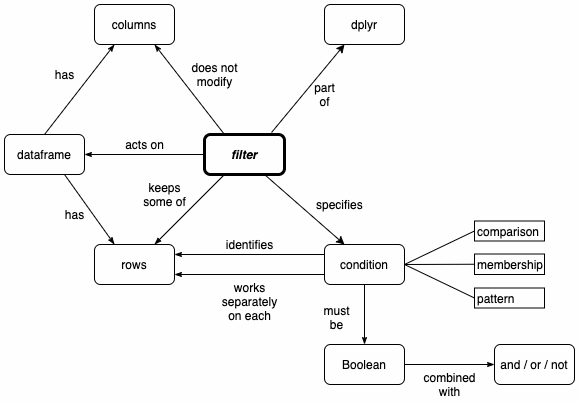 columns
dplyr
has
does not
modify
part
of
dataframe
acts on
filter
has
keeps
some of
specifies
rows
identifies
works
separately
on each
condition
comparison
membership
pattern
must
be
Boolean
combined
with
and / or / not